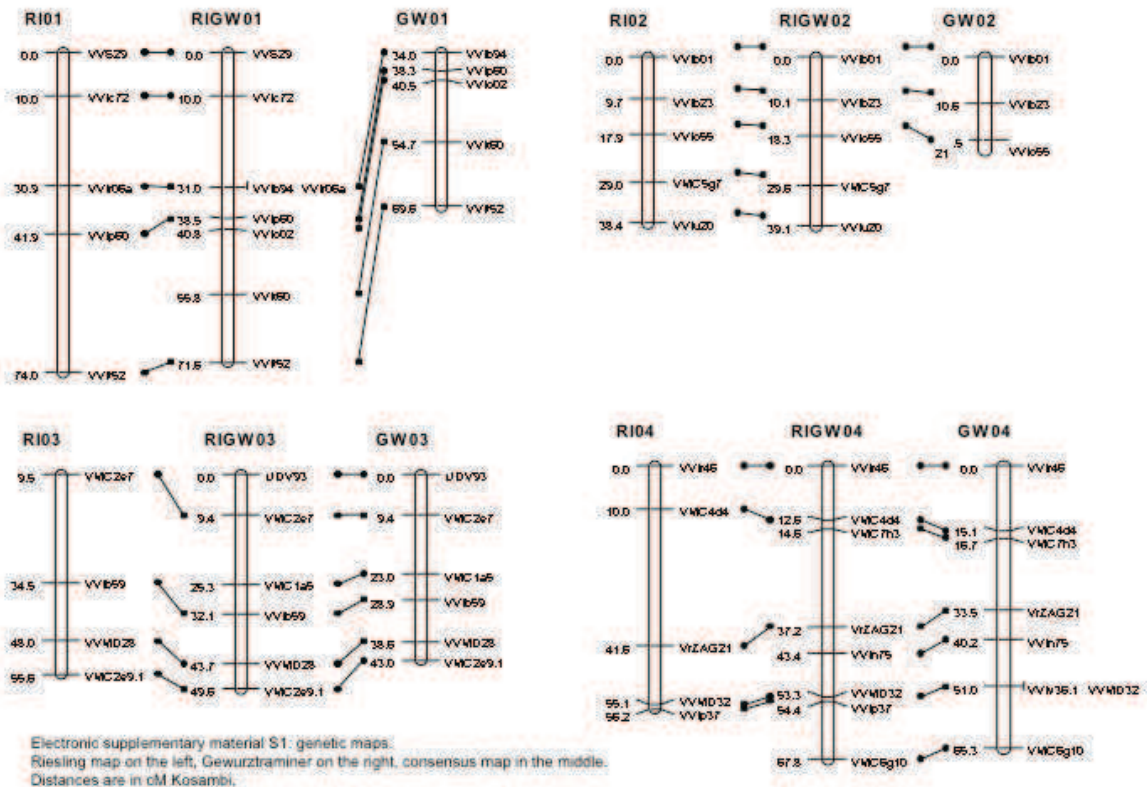 RI01
0.0 VVS29
10.0 VVIc72
30.9
41.9 VVIp60
74.0 VVIf52
RIGW01
0.0 VVS29
10.0 VVIc72
31.0 VVIb94
38.5 VVIp60
40.8 VVIo02
55.8 VVIt60
71.6 VVIf52
GW01
34.0 VVIb94
38.3 VVIp60
40.5 VVIo02
54.7 VVIt60
69.6 VVIf52
RI02
0.0 VVIb01
9.7 VVIb23
17.9 VVIo55
29.0 VMC5g7
38.4 VVIu20
RIGW02
0.0 VVIb01
10.1 VVIb23
18.3 VVIo55
29.6 VMC5g7
39.1 VVIu20
GW02
0.0 VVIb01
10.6 VVIb23
21 .5 VVIo55
RI03
9.5 VMC2e7
34.5 VVIb59
48.0 VVMD28
55.6 VMC2e9.1
RIGW03
0.0 UDV93
9.4 VMC2e7
25.3 VMC1a5
32.1 VVIb59
43.7 VVMD28
49.6 VMC2e9.1
GW03
0.0 UDV93
9.4 VMC2e7
23.0 VMC1a5
28.9 VVIb59
38.6 VVMD28
43.0 VMC2e9.1
RI04
0.0 VVIr46
10.0 VMC4d4
41.6 VrZAG21
55.1 VVMD32
56.2 VVIp37
RIGW04
0.0 VVIr46
12.6 VMC4d4
14.6 VMC7h3
37.2 VrZAG21
43.4 VVIn75
53.3 VVMD32
54.4 VVIp37
67.8 VMC6g10
GW04
0.0 VVIr46
15.1 VMC4d4
16.7 VMC7h3
33.5 VrZAG21
40.2 VVIn75
51.0 VVIv36.1 VVMD32
65.3 VMC6g10
Electronic supplementary material S1: genetic maps.
Riesling map on the left, Gewurztraminer on the right, consensus map in the middle.
Distances are in cM Kosambi.